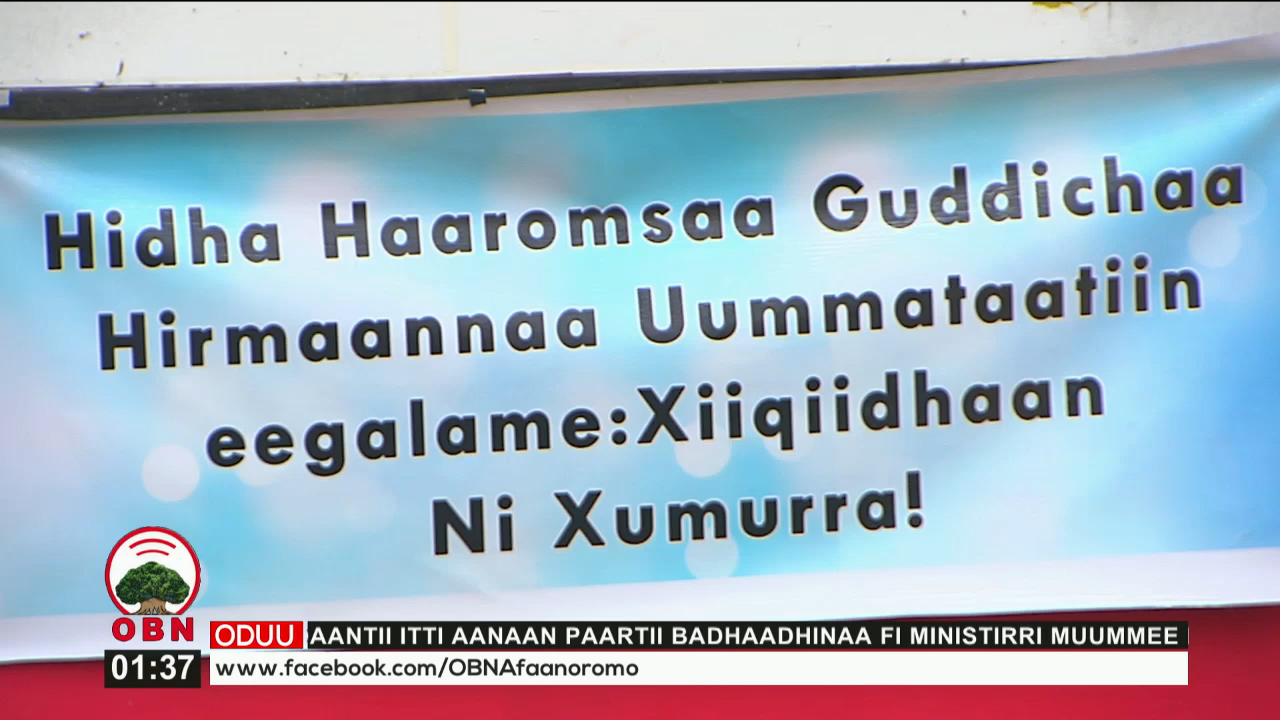 Hidha Haaromsaa Guddichaa
Hirmaannaa Uummataatiin
eegalame:Xiiqiidhaan
Ni Xumurra!
OBN
ODUU AANTII ITTI AANAAN PAARTII BADHAADHINAA FI MINISTIRRI MUUMMEE
01:37 www.facebook.com/OBNAfaanoromo